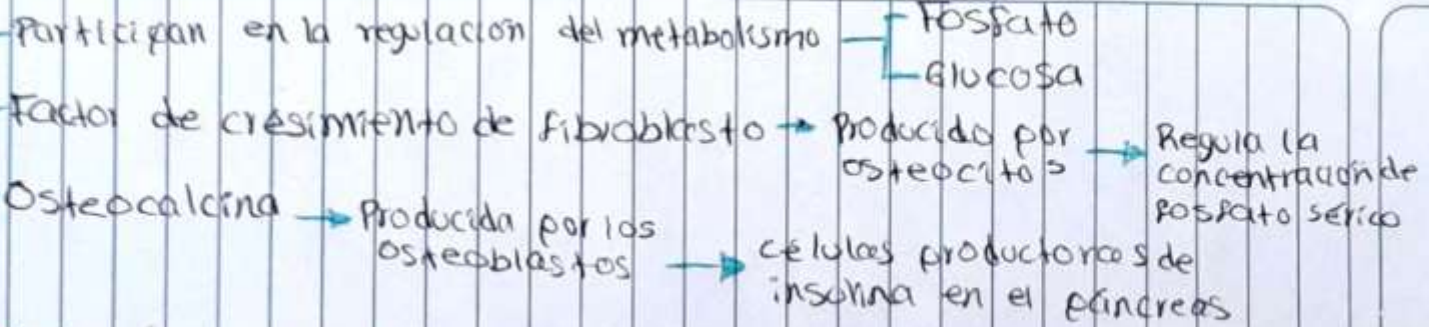 Participan en la regulación del metabolismo
Fosfato
Glucosa
Factor de cresimiento de fibroblasto → Producido por osteocitos → Regula la concentración de fosfato sérico
Osteocalcina → Producida por los osteoblastos → células productoras de insulina en el páncreas